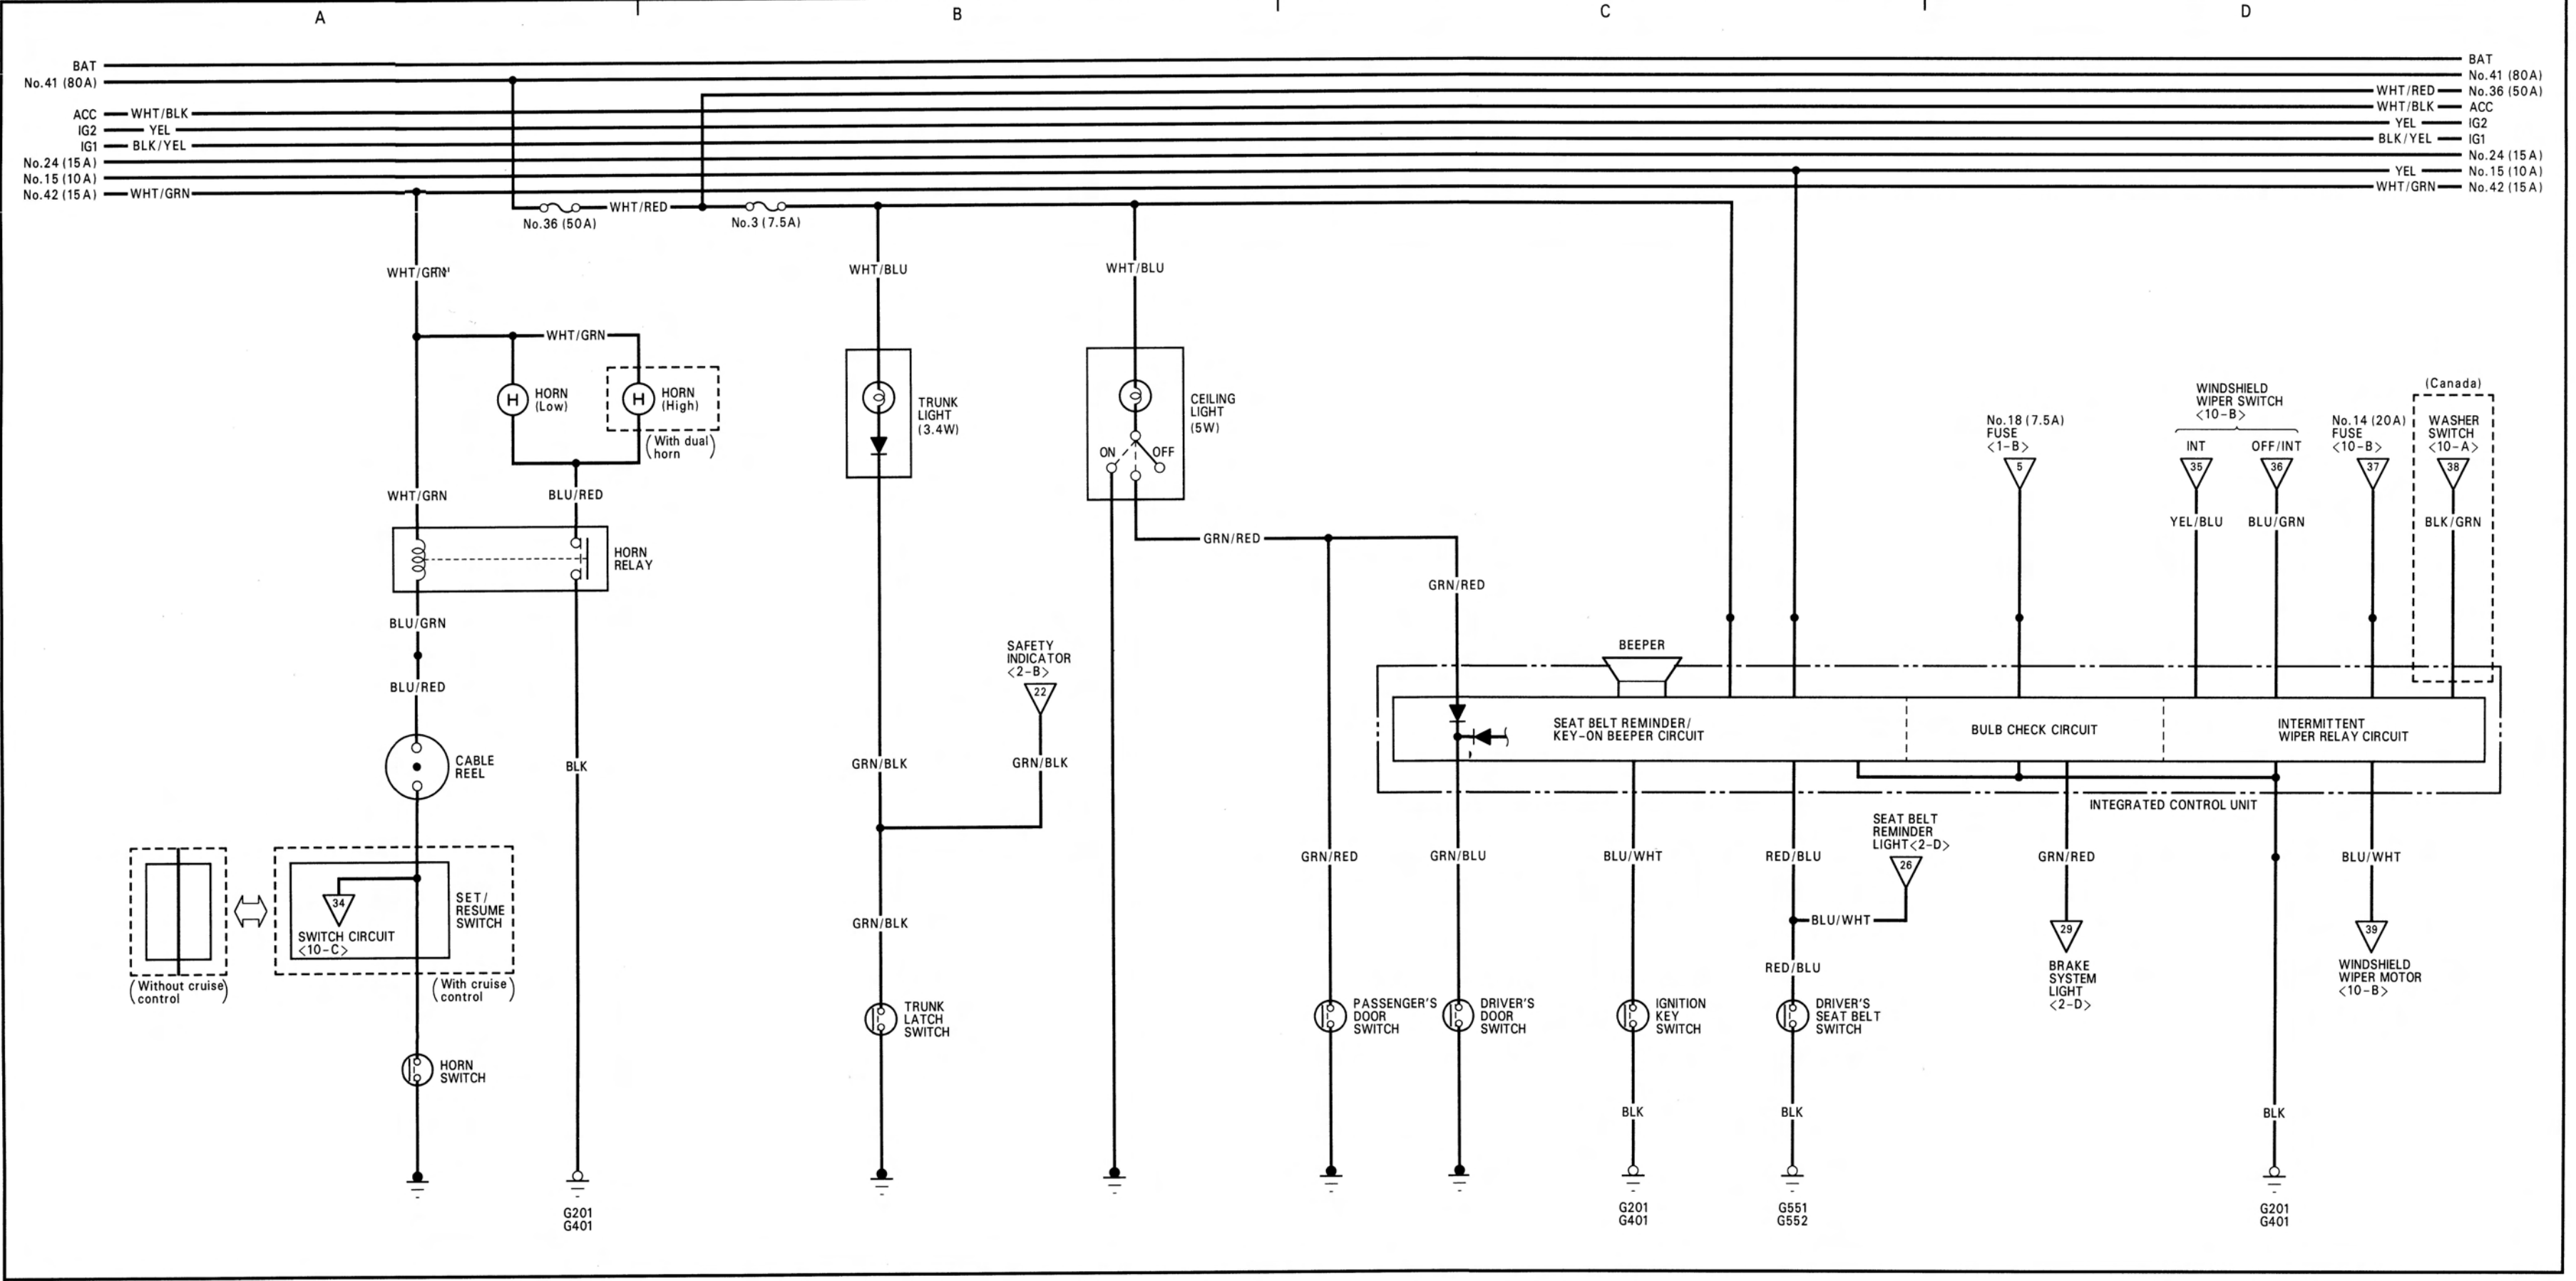 A
B
C
D
BAT
No.41 (80A)
ACC WHT/BLK
IG2 YEL
IG1 BLK/YEL
No.24 (15A)
No.15 (10A)
No.42 (15A) WHT/GRN
BAT
No.41 (80A)
WHT/RED No.36 (50A)
WHT/BLK ACC
YEL IG2
BLK/YEL IG1
No.24 (15A)
YEL No.15 (10A)
WHT/GRN No.42 (15A)
WHT/RED
No.36 (50A)
No.3 (7.5A)
WHT/GRN
WHT/GRN
HORN
(Low)
HORN
(High)
(With dual
horn)
WHT/GRN
BLU/RED
HORN
RELAY
BLU/GRN
BLU/RED
CABLE
REEL
BLK
34
SWITCH CIRCUIT
<10-C>
SET/
RESUME
SWITCH
(Without cruise
control)
(With cruise
control)
HORN
SWITCH
G201
G401
WHT/BLU
TRUNK
LIGHT
(3.4W)
SAFETY
INDICATOR
<2-B>
22
GRN/BLK
GRN/BLK
GRN/BLK
TRUNK
LATCH
SWITCH
WHT/BLU
CEILING
LIGHT
(5W)
ON
OFF
GRN/RED
GRN/RED
BEEPER
SEAT BELT REMINDER/
KEY-ON BEEPER CIRCUIT
BULB CHECK CIRCUIT
INTERMITTENT
WIPER RELAY CIRCUIT
INTEGRATED CONTROL UNIT
No.18 (7.5A)
FUSE
<1-B>
5
WINDSHIELD
WIPER SWITCH
<10-B>
INT
OFF/INT
35
36
YEL/BLU
BLU/GRN
No.14 (20A)
FUSE
<10-B>
37
(Canada)
WASHER
SWITCH
<10-A>
38
BLK/GRN
GRN/RED
GRN/BLU
BLU/WHT
RED/BLU
SEAT BELT
REMINDER
LIGHT<2-D>
26
BLU/WHT
RED/BLU
GRN/RED
BLU/WHT
29
BRAKE
SYSTEM
LIGHT
<2-D>
39
WINDSHIELD
WIPER MOTOR
<10-B>
PASSENGER'S
DOOR
SWITCH
DRIVER'S
DOOR
SWITCH
IGNITION
KEY
SWITCH
DRIVER'S
SEAT BELT
SWITCH
BLK
BLK
BLK
G201
G401
G551
G552
G201
G401